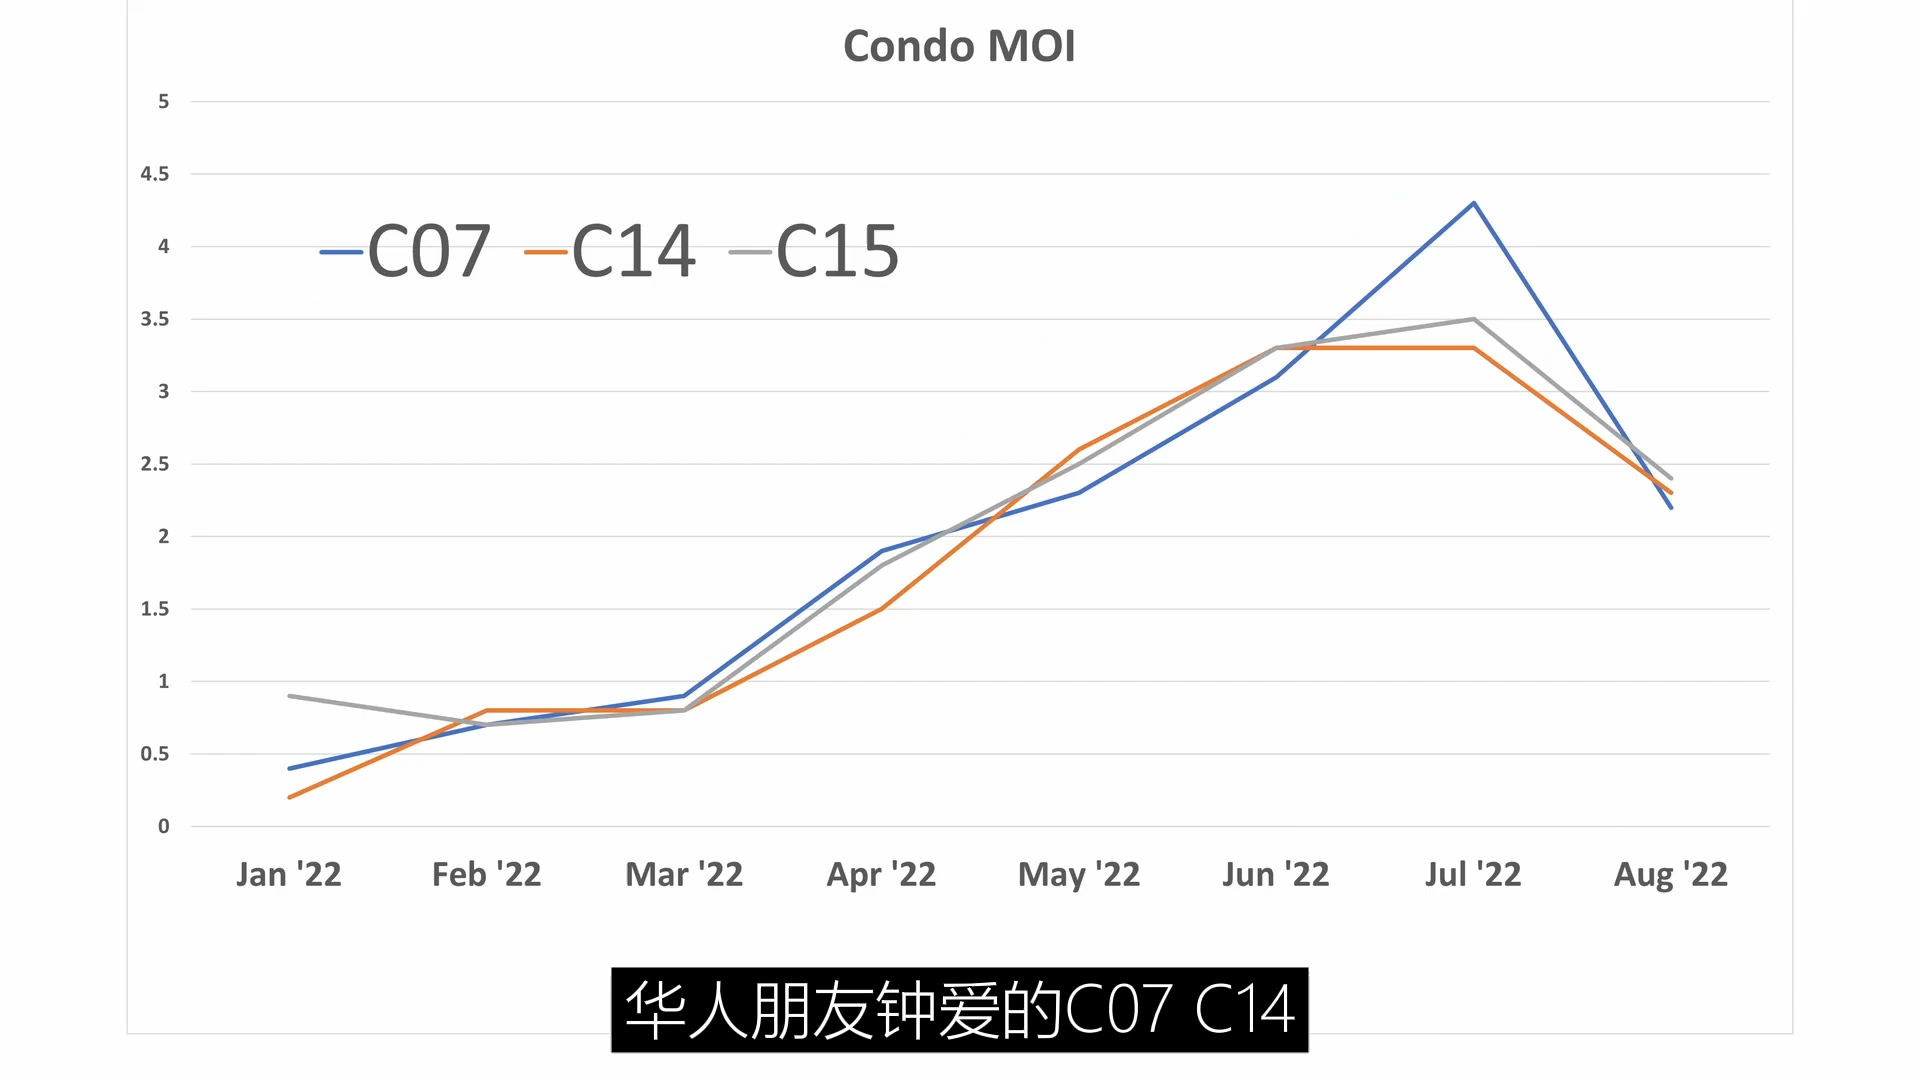 Condo MOI
5
4.5
4
3.5
3
2.5
2
1.5
1
0.5
0
C07 C14 C15
Jan '22 Feb '22 Mar '22 Apr '22 May '22 Jun '22 Jul '22 Aug '22
华人朋友钟爱的C07 C14